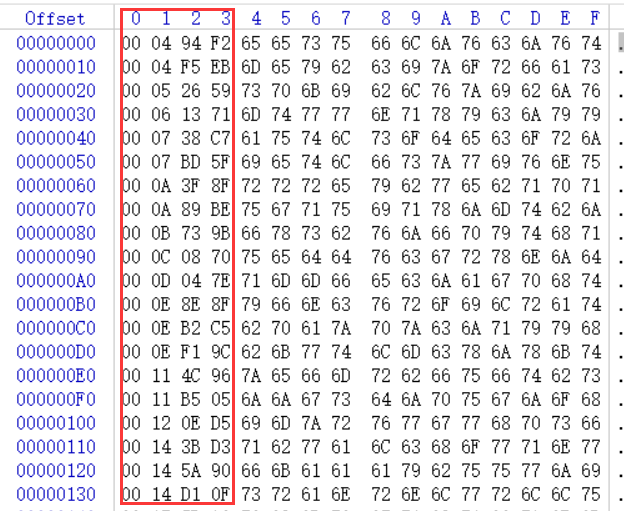 Offset 0 1 2 3 4 5 6 7 8 9 A B C D E F
00000000 00 04 94 F2 65 65 73 75 66 6C 6A 76 63 6A 76 74
00000010 00 04 F5 EB 6D 65 79 62 63 69 7A 6F 72 66 61 73
00000020 00 05 26 59 73 70 6B 69 62 6C 76 7A 69 62 6A 76
00000030 00 06 13 71 6D 74 77 77 6E 71 78 79 63 6A 79 79
00000040 00 07 38 C7 61 75 74 6C 73 6F 64 65 63 6F 72 6A
00000050 00 07 BD 5F 69 65 74 6C 66 73 7A 77 69 76 6E 75
00000060 00 0A 3F 8F 72 72 72 65 79 62 77 65 62 71 70 71
00000070 00 0A 89 BE 75 67 71 75 69 71 78 6A 6D 74 62 6A
00000080 00 0B 73 9B 66 78 73 62 76 6A 66 70 79 74 68 71
00000090 00 0C 08 70 75 65 64 64 76 63 67 72 78 6E 6A 64
000000A0 00 0D 04 7E 71 6D 6D 66 65 63 6A 61 67 70 68 74
000000B0 00 0E 8E 8F 79 66 6E 63 76 72 6F 69 6C 72 61 74
000000C0 00 0E B2 C5 62 70 61 7A 70 7A 63 6A 71 79 79 68
000000D0 00 0E F1 9C 62 6B 77 74 6C 6D 63 78 6A 78 6B 74
000000E0 00 11 4C 96 7A 65 66 6D 72 62 66 75 66 74 62 73
000000F0 00 11 B5 05 6A 6A 67 73 64 6A 70 75 67 6A 6F 68
00000100 00 12 0E D5 69 6D 7A 72 76 77 67 77 68 70 73 66
00000110 00 14 3B D3 71 62 77 61 6C 63 68 6F 77 71 6E 77
00000120 00 14 5A 90 66 6B 61 61 61 79 62 75 75 77 6A 69
00000130 00 14 D1 0F 73 72 61 6E 72 6E 6C 77 72 6C 6C 75